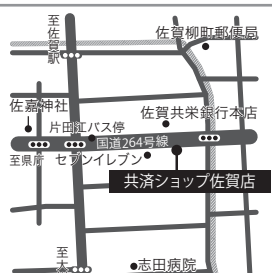 至佐賀駅
佐賀柳町郵便局
佐嘉神社
佐賀共栄銀行本店
片田江バス停
国道264号線
至県庁
セブンイレブン
共済ショップ佐賀店
志田病院